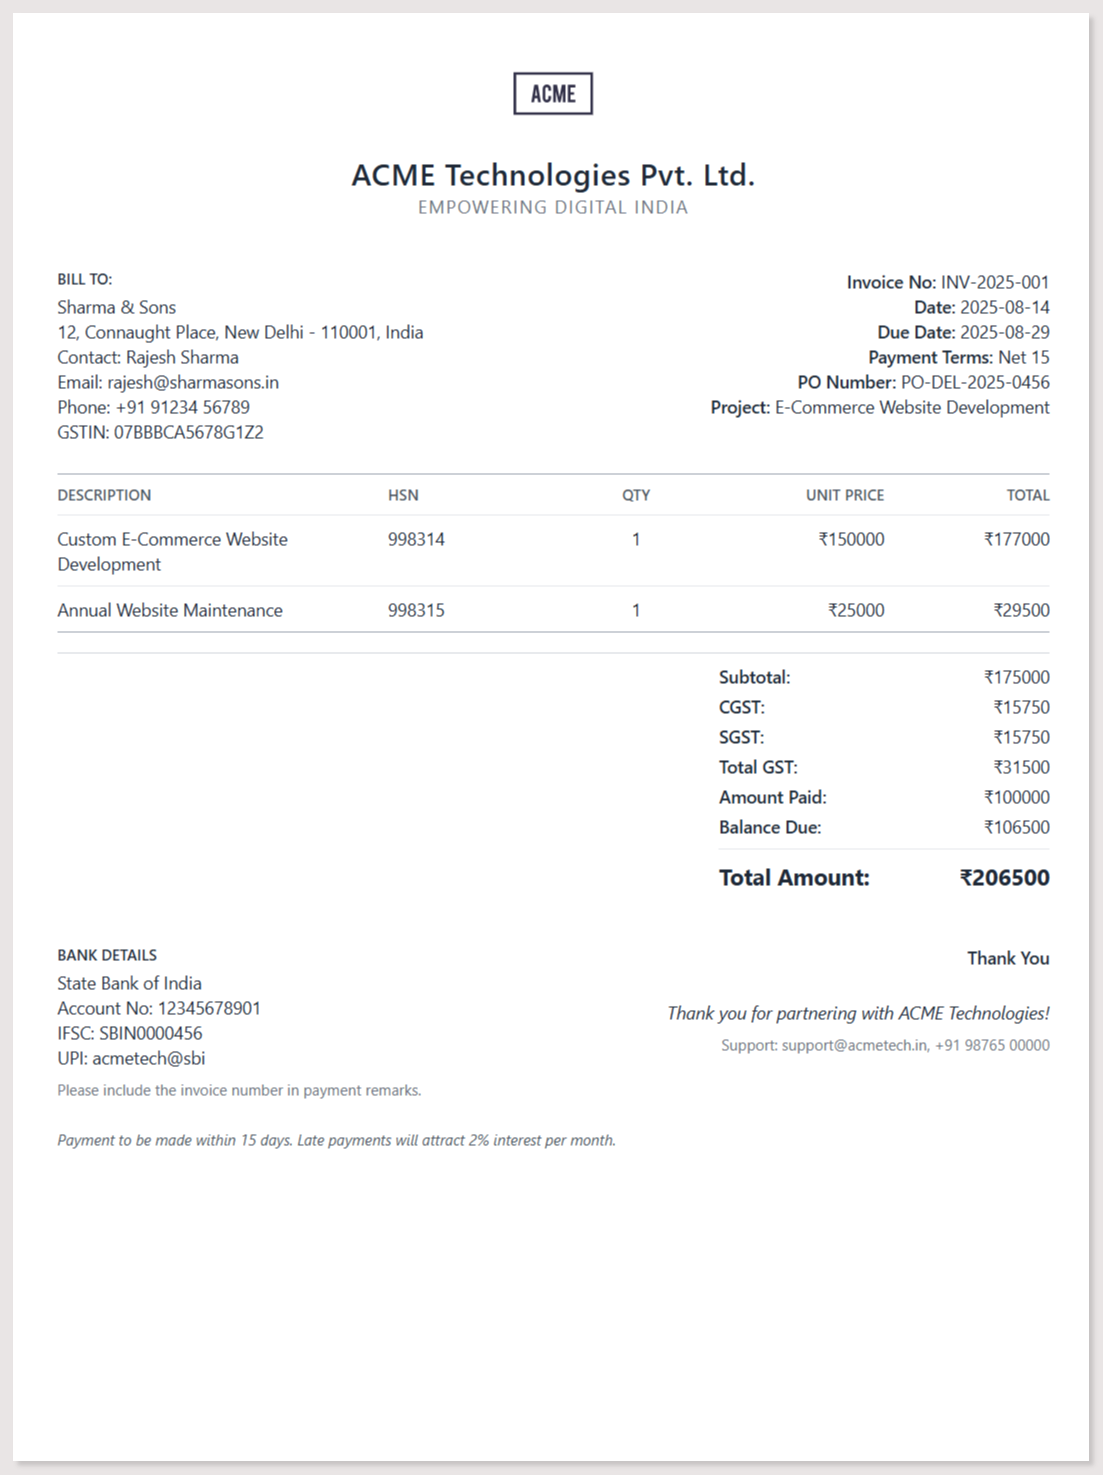 ACME
ACME Technologies Pvt. Ltd.
EMPOWERING DIGITAL INDIA
BILL TO:
Sharma & Sons
12, Connaught Place, New Delhi - 110001, India
Contact: Rajesh Sharma
Email: rajesh@sharmasons.in
Phone: +91 91234 56789
GSTIN: 07BBBCA5678G1Z2
Invoice No: INV-2025-001
Date: 2025-08-14
Due Date: 2025-08-29
Payment Terms: Net 15
PO Number: PO-DEL-2025-0456
Project: E-Commerce Website Development
DESCRIPTION HSN QTY UNIT PRICE TOTAL
Custom E-Commerce Website 998314 1 ₹150000 ₹177000
Development
Annual Website Maintenance 998315 1 ₹25000 ₹29500
Subtotal: ₹175000
CGST: ₹15750
SGST: ₹15750
Total GST: ₹31500
Amount Paid: ₹100000
Balance Due: ₹106500
Total Amount: ₹206500
BANK DETAILS
State Bank of India
Account No: 12345678901
IFSC: SBIN0000456
UPI: acmetech@sbi
Please include the invoice number in payment remarks.
Thank You
Thank you for partnering with ACME Technologies!
Support: support@acmetech.in, +91 98765 00000
Payment to be made within 15 days. Late payments will attract 2% interest per month.